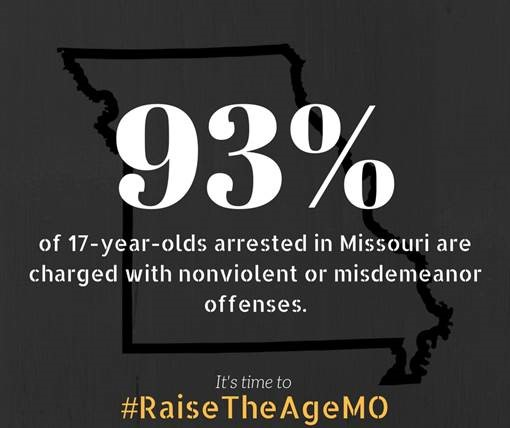 93%
of 17-year-olds arrested in Missouri are
charged with nonviolent or misdemeanor
offenses.
It's time to
#RaiseTheAgeMO